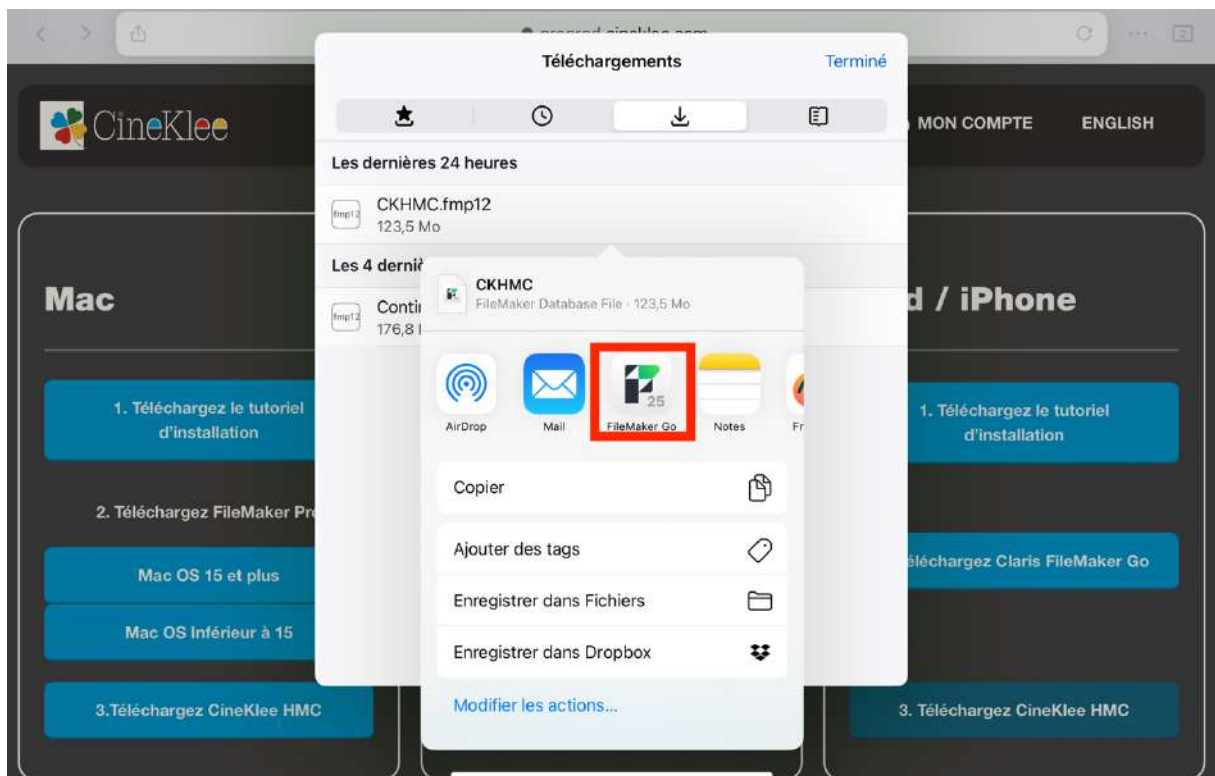 Téléchargements
Terminé
CineKlee
MON COMPTE
ENGLISH
Les dernières 24 heures
fmp12
CKHMC.fmp12
123,5 Mo
Les 4
fmp12
176,8
CKHMC
FileMaker Database File · 123,5 Mo
25
AirDrop
Mail
FileMaker Go
Notes
Copier
Ajouter des tags
Enregistrer dans Fichiers
Enregistrer dans Dropbox
Modifier les actions...
Mac
1. Téléchargez le tutoriel
d'installation
2. Téléchargez FileMaker
Mac OS 15 et plus
Mac OS Inférieur à 15
3.Téléchargez CineKlee HMC
/ iPhone
1. Téléchargez le tutoriel
d'installation
Claris FileMaker Go
3. Téléchargez CineKlee HMC
2